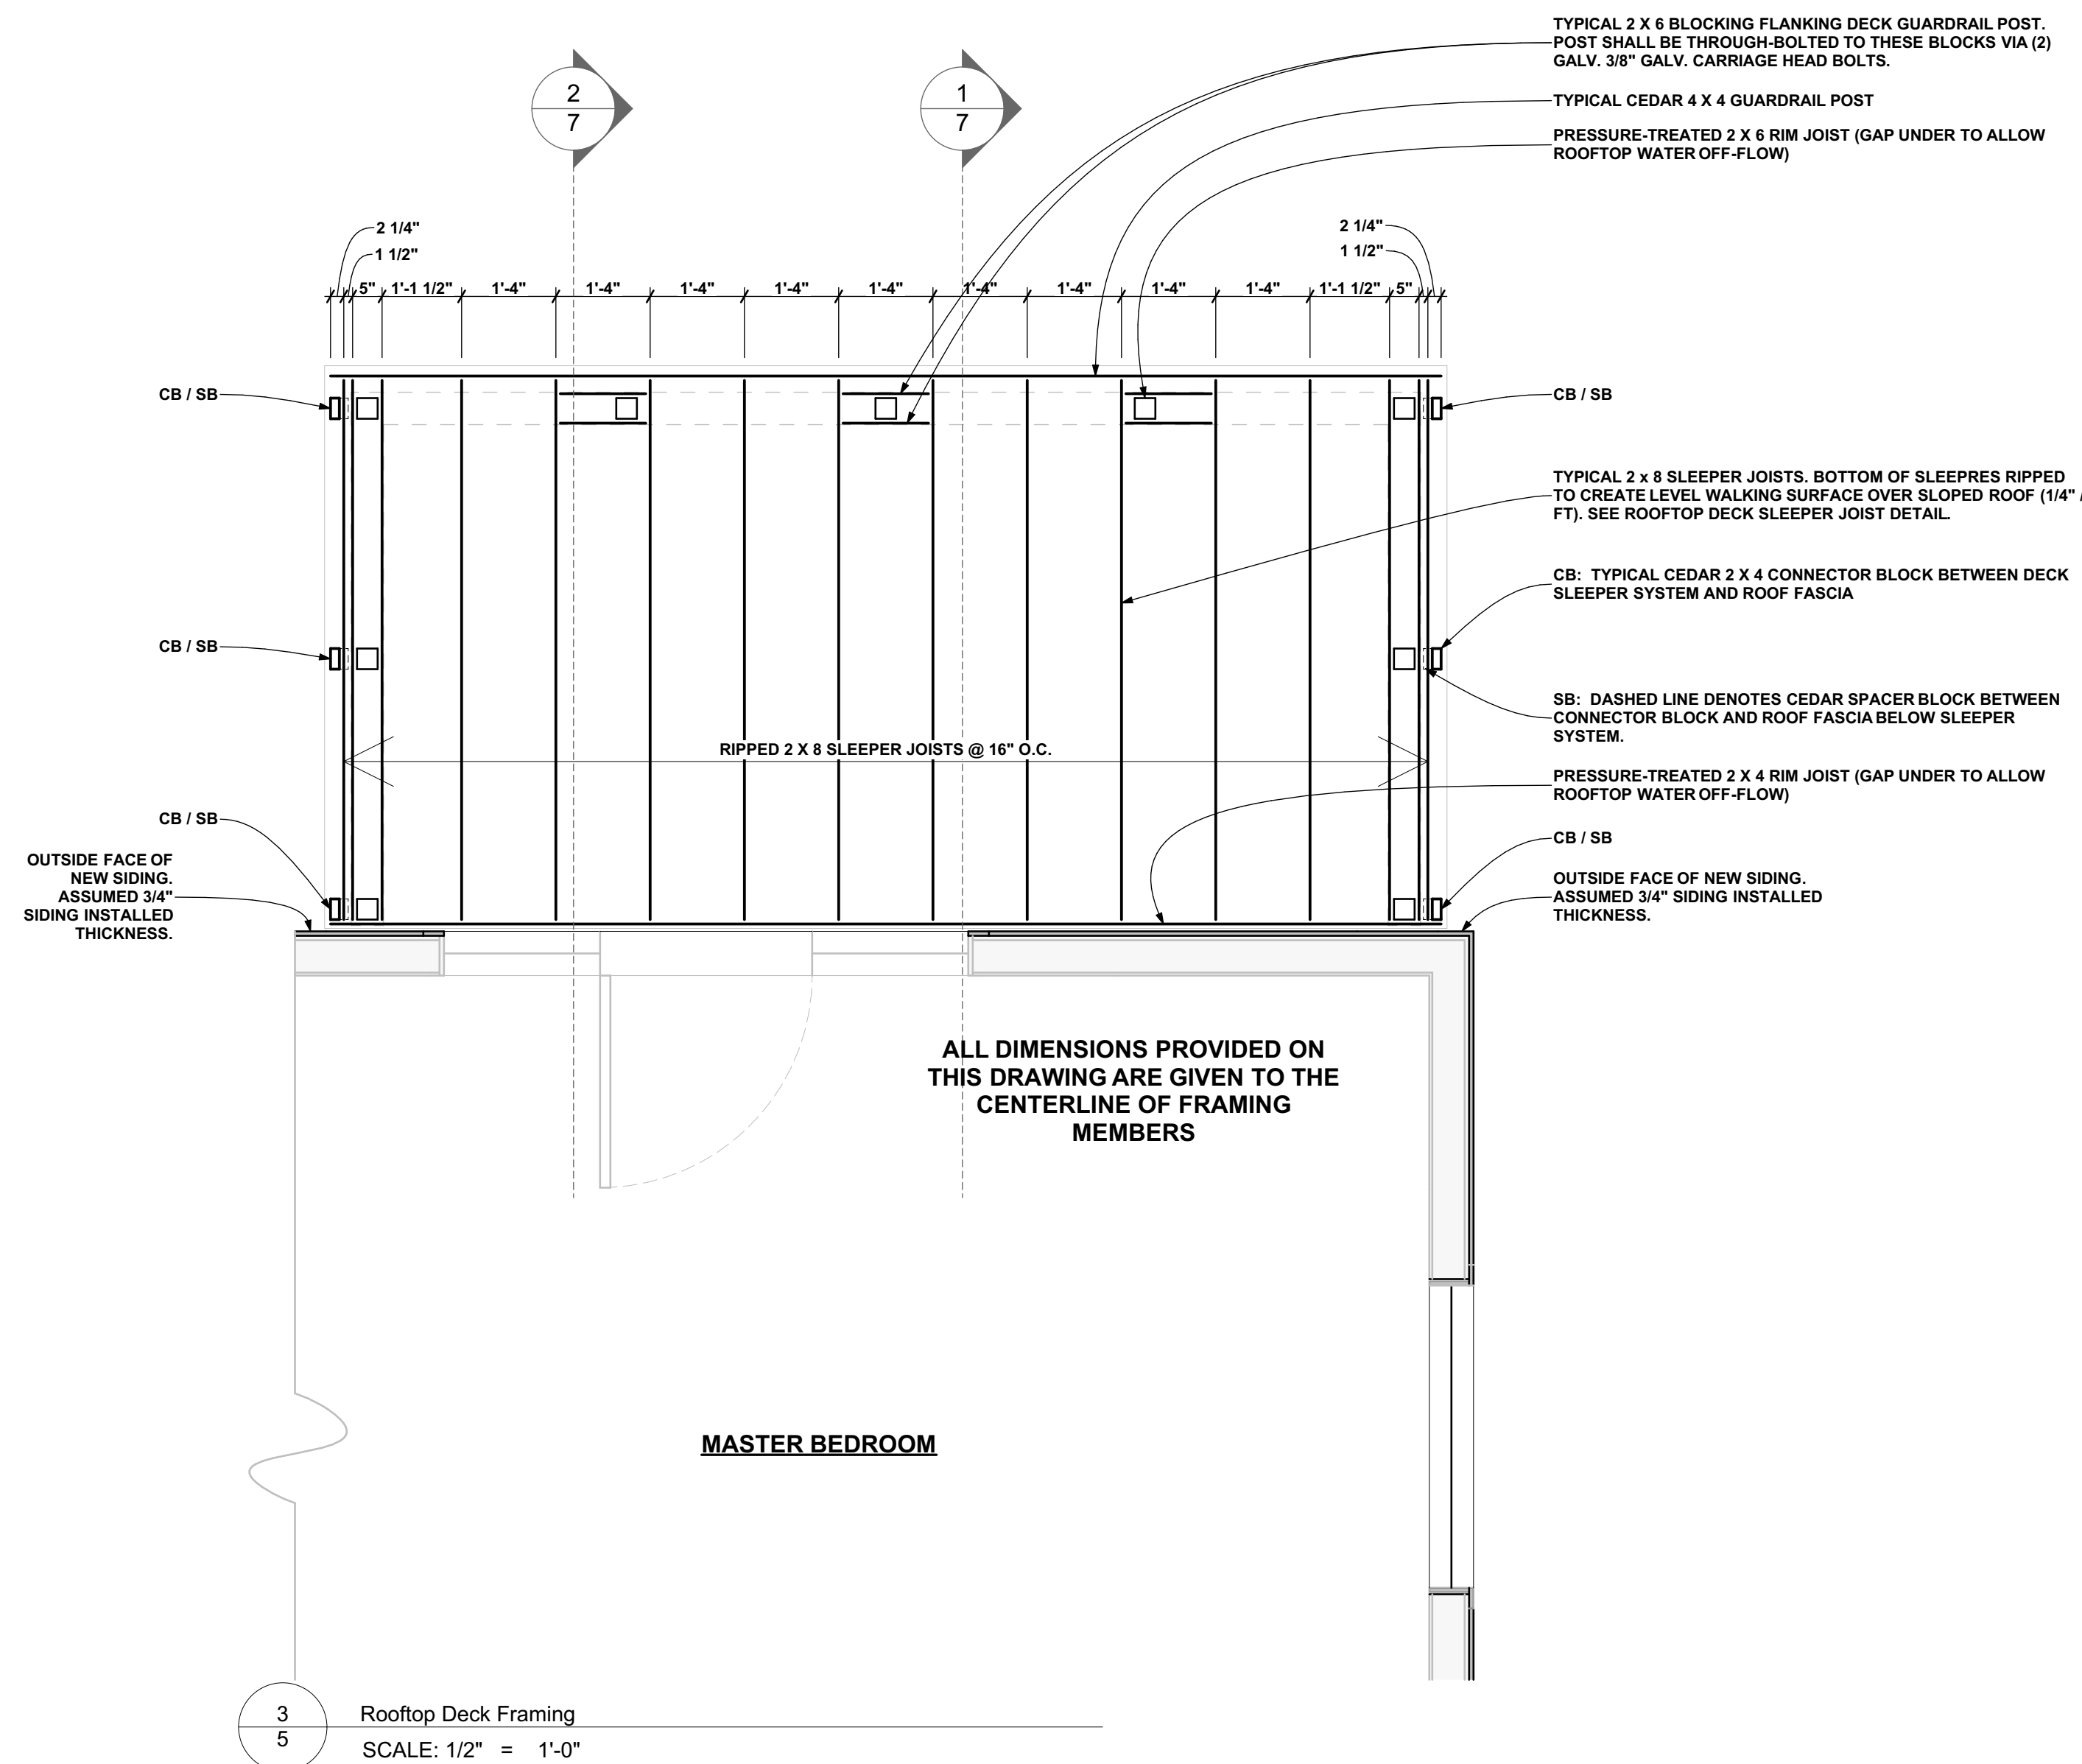 TYPICAL 2 X 6 BLOCKING FLANKING DECK GUARDRAIL POST.
POST SHALL BE THROUGH-BOLTED TO THESE BLOCKS VIA (2)
GALV. 3/8" GALV. CARRIAGE HEAD BOLTS.
2
7
1
7
TYPICAL CEDAR 4 X 4 GUARDRAIL POST
PRESSURE-TREATED 2 X 6 RIM JOIST (GAP UNDER TO ALLOW
ROOFTOP WATER OFF-FLOW)
2 1/4"
1 1/2"
2 1/4"
1 1/2"
5"
1'-1 1/2"
1'-4"
1'-4"
1'-4"
1'-4"
1'-4"
1'-4"
1'-4"
1'-4"
1'-4"
1'-1 1/2"
5"
CB / SB
CB / SB
TYPICAL 2 x 8 SLEEPER JOISTS. BOTTOM OF SLEEPRES RIPPED
TO CREATE LEVEL WALKING SURFACE OVER SLOPED ROOF (1/4" /
FT). SEE ROOFTOP DECK SLEEPER JOIST DETAIL.
CB: TYPICAL CEDAR 2 X 4 CONNECTOR BLOCK BETWEEN DECK
SLEEPER SYSTEM AND ROOF FASCIA
CB / SB
SB: DASHED LINE DENOTES CEDAR SPACER BLOCK BETWEEN
CONNECTOR BLOCK AND ROOF FASCIA BELOW SLEEPER
SYSTEM.
RIPPED 2 X 8 SLEEPER JOISTS @ 16" O.C.
PRESSURE-TREATED 2 X 4 RIM JOIST (GAP UNDER TO ALLOW
ROOFTOP WATER OFF-FLOW)
CB / SB
CB / SB
OUTSIDE FACE OF
NEW SIDING.
ASSUMED 3/4"
SIDING INSTALLED
THICKNESS.
OUTSIDE FACE OF NEW SIDING.
ASSUMED 3/4" SIDING INSTALLED
THICKNESS.
ALL DIMENSIONS PROVIDED ON
THIS DRAWING ARE GIVEN TO THE
CENTERLINE OF FRAMING
MEMBERS
MASTER BEDROOM
3
5
Rooftop Deck Framing
SCALE: 1/2" = 1'-0"